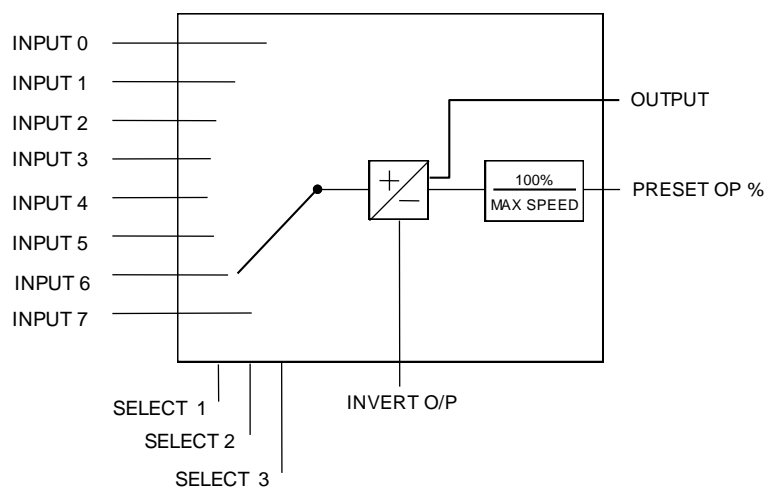 INPUT 0
INPUT 1
INPUT 2
INPUT 3
INPUT 4
INPUT 5
INPUT 6
INPUT 7
OUTPUT
+
−
100%
MAX SPEED
PRESET OP %
INVERT O/P
SELECT 1
SELECT 2
SELECT 3